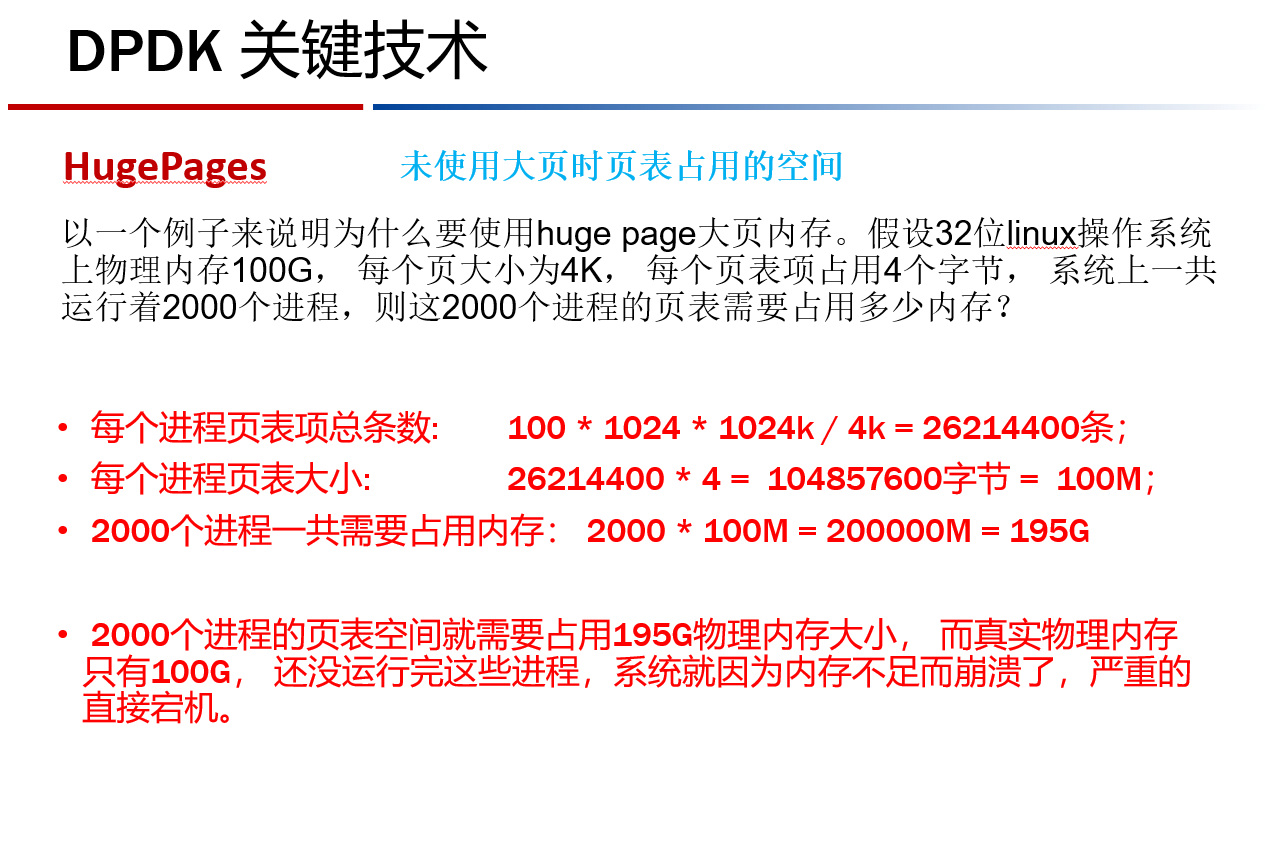 DPDK 关键技术
HugePages 未使用大页时页表占用的空间
以一个例子来说明为什么要使用huge page大页内存。假设32位linux操作系统
上物理内存100G， 每个页大小为4K， 每个页表项占用4个字节， 系统上一共
运行着2000个进程，则这2000个进程的页表需要占用多少内存？
• 每个进程页表项总条数: 100 * 1024 * 1024k / 4k = 26214400条；
• 每个进程页表大小: 26214400 * 4 = 104857600字节 = 100M；
• 2000个进程一共需要占用内存： 2000 * 100M = 200000M = 195G
• 2000个进程的页表空间就需要占用195G物理内存大小， 而真实物理内存
只有100G， 还没运行完这些进程，系统就因为内存不足而崩溃了，严重的
直接宕机。